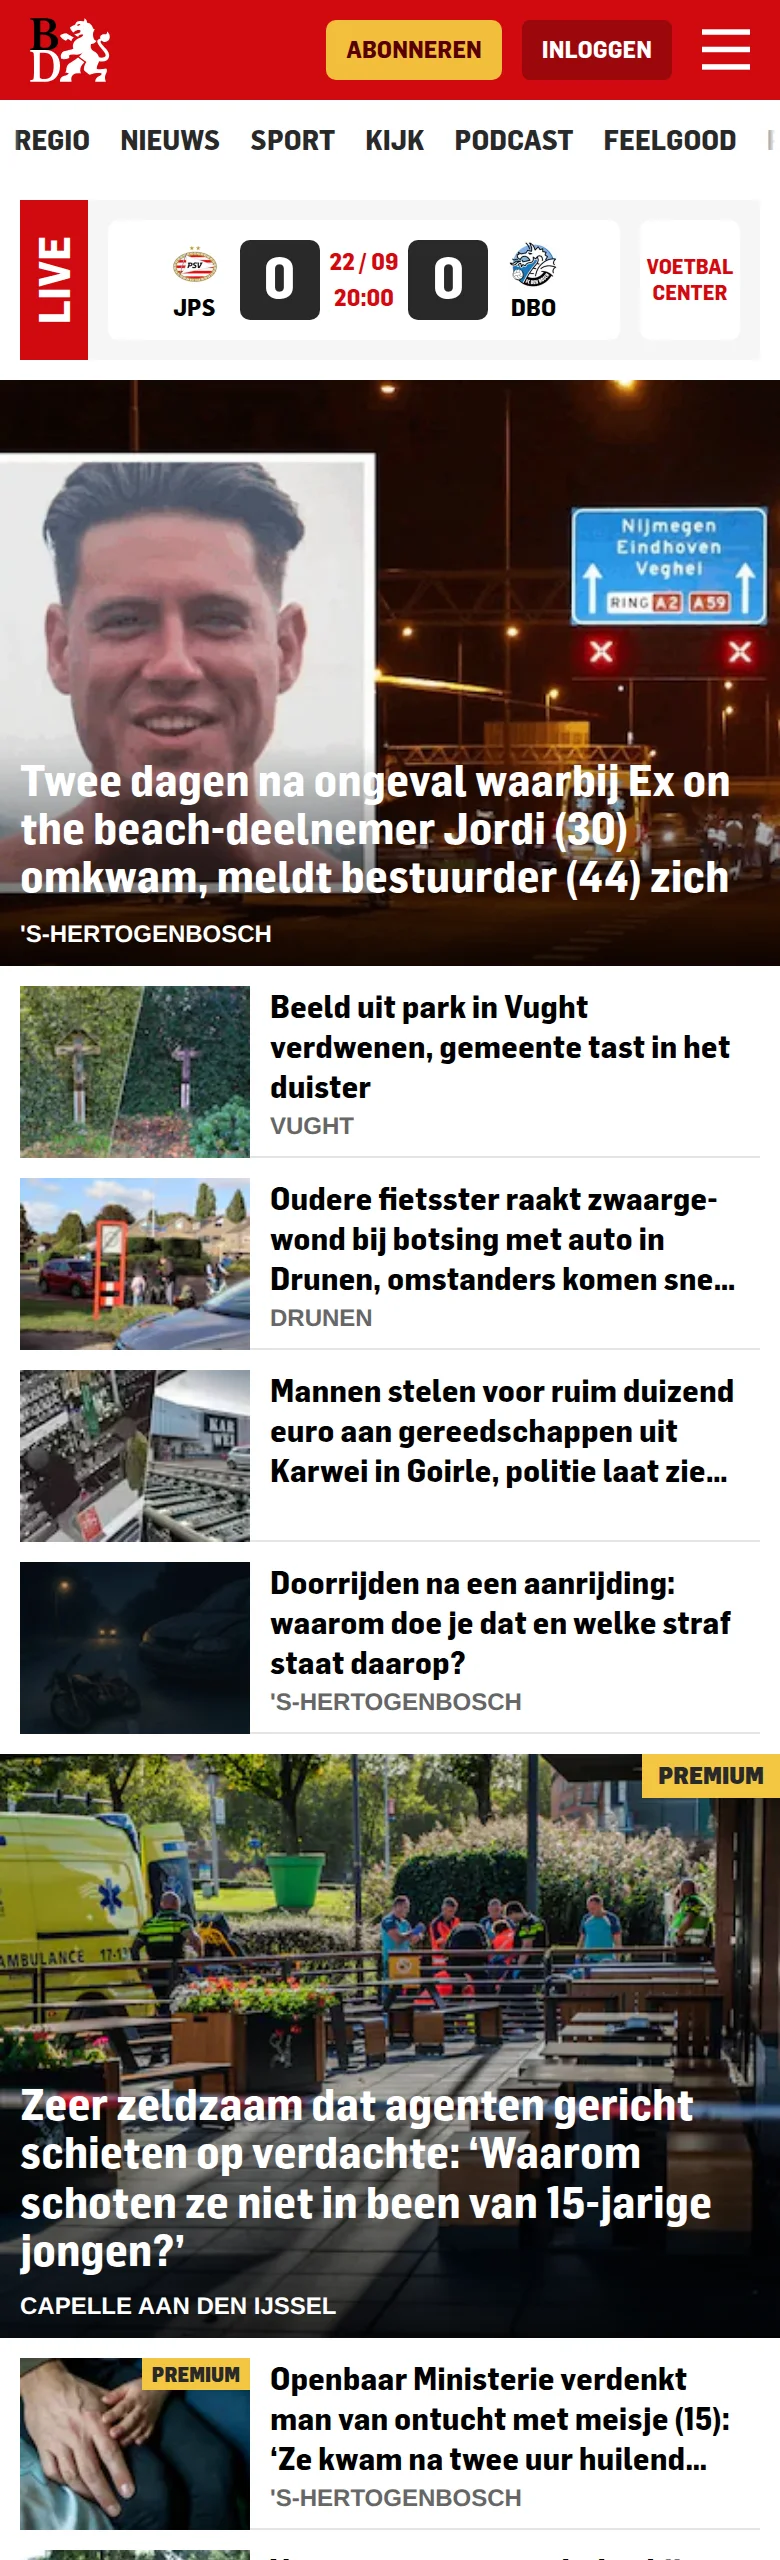 BD
ABONNEREN
INLOGGEN
REGIO NIEUWS SPORT KIJK PODCAST FEELGOOD
LIVE
PSV
JPS
0
22 / 09
20:00
0
DBO
VOETBAL
CENTER
Nijmegen
Eindhoven
Veghel
RING A2 A59
Twee dagen na ongeval waarbij Ex on
the beach-deelnemer Jordi (30)
omkwam, meldt bestuurder (44) zich
'S-HERTOGENBOSCH
Beeld uit park in Vught
verdwenen, gemeente tast in het
duister
VUGHT
Oudere fietsster raakt zwaarge-
wond bij botsing met auto in
Drunen, omstanders komen sne...
DRUNEN
Mannen stelen voor ruim duizend
euro aan gereedschappen uit
Karwei in Goirle, politie laat zie...
Doorrijden na een aanrijding:
waarom doe je dat en welke straf
staat daarop?
'S-HERTOGENBOSCH
PREMIUM
AMBULANCE
Zeer zeldzaam dat agenten gericht
schieten op verdachte: ‘Waarom
schoten ze niet in been van 15-jarige
jongen?’
CAPELLE AAN DEN IJSSEL
PREMIUM
Openbaar Ministerie verdenkt
man van ontucht met meisje (15):
‘Ze kwam na twee uur huilend...
'S-HERTOGENBOSCH